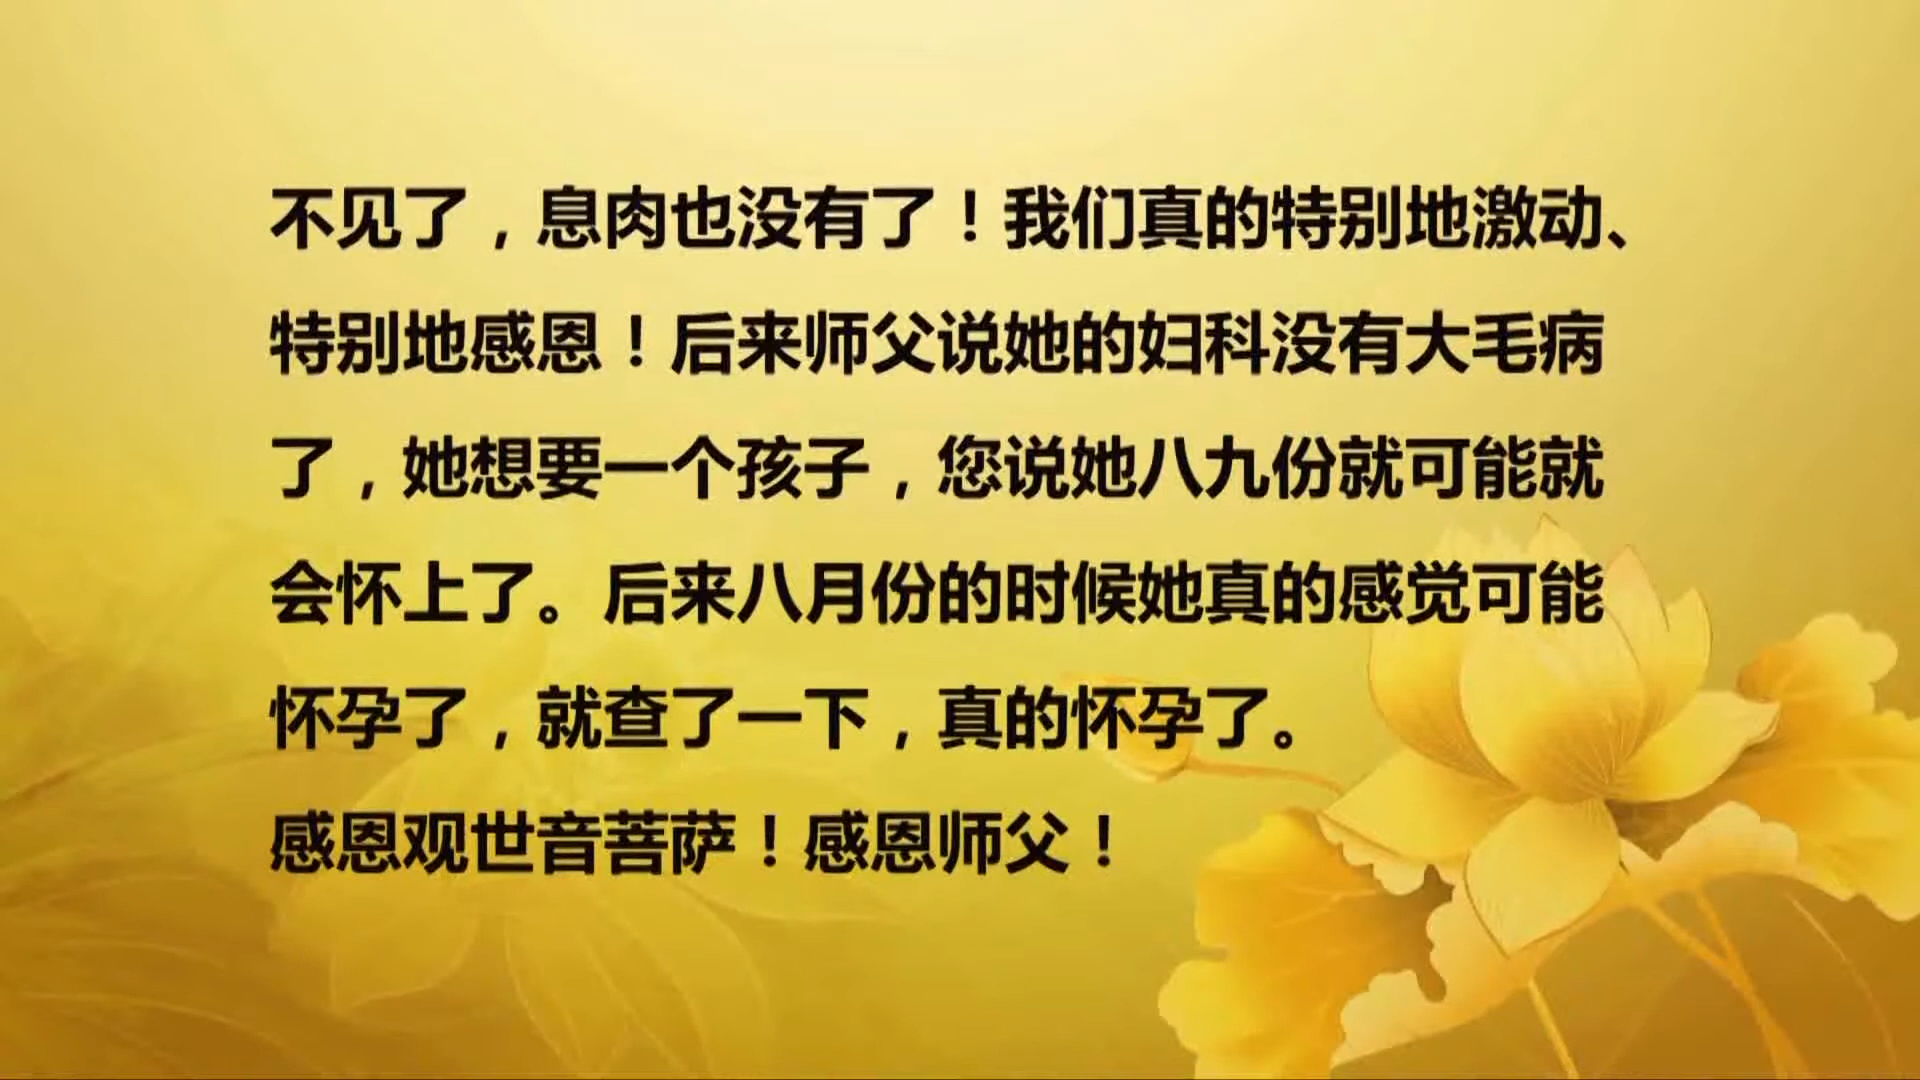 不见了，息肉也没有了！我们真的特别地激动、
特别地感恩！后来师父说她的妇科没有大毛病
了，她想要一个孩子，您说她八九份就可能就
会怀上了。后来八月份的时候她真的感觉可能
怀孕了，就查了一下，真的怀孕了。
感恩观世音菩萨！感恩师父！